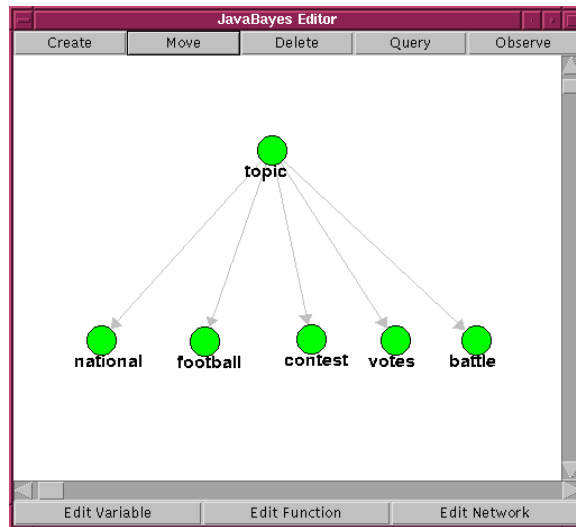 JavaBayes Editor
Create Move Delete Query Observe
topic
national football contest votes battle
Edit Variable Edit Function Edit Network